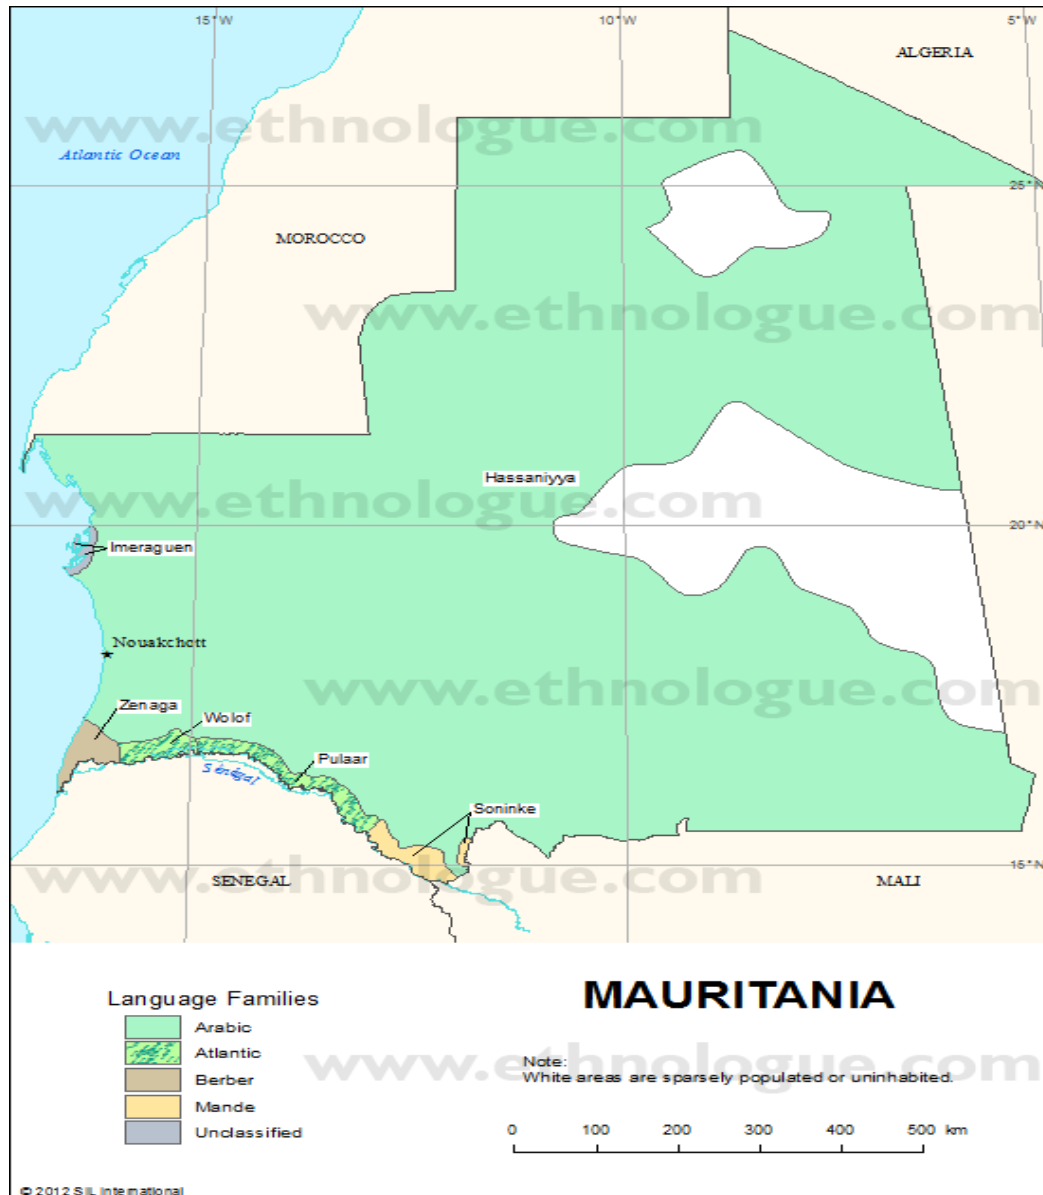 15°W
10°W
5°W
ALGERIA
www.ethnologue.com
Atlantic Ocean
25°N
MOROCCO
www.ethnologue.com
Hassaniyya
www.ethnologue.com
20°N
Imeraguen
Nouakchott
www.ethnologue.com
Zenaga
Wolof
Pulaar
Sénégal
Soninke
15°N
www.ethnologue.com
SENEGAL
MALI
MAURITANIA
Language Families
Arabic
Atlantic
Berber
Mande
Unclassified
www.ethnologue.com
Note:
White areas are sparsely populated or uninhabited.
0 100 200 300 400 500 km
© 2012 SIL International